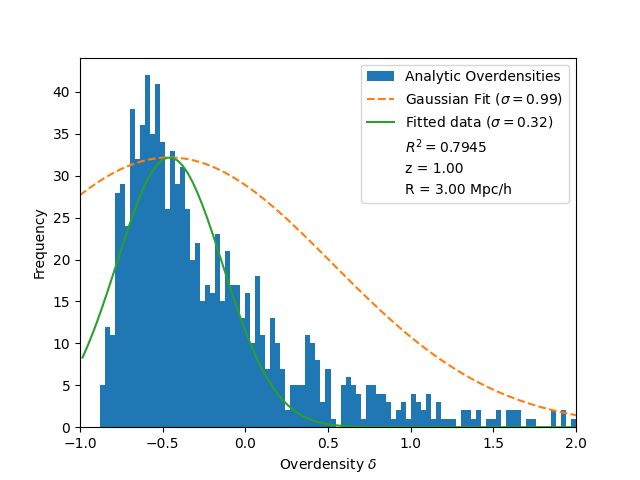 Analytic Overdensities
Gaussian Fit (σ = 0.99)
Fitted data (σ = 0.32)
R² = 0.7945
z = 1.00
R = 3.00 Mpc/h
40
35
30
25
20
15
10
5
0
Frequency
−1.0 −0.5 0.0 0.5 1.0 1.5 2.0
Overdensity δ